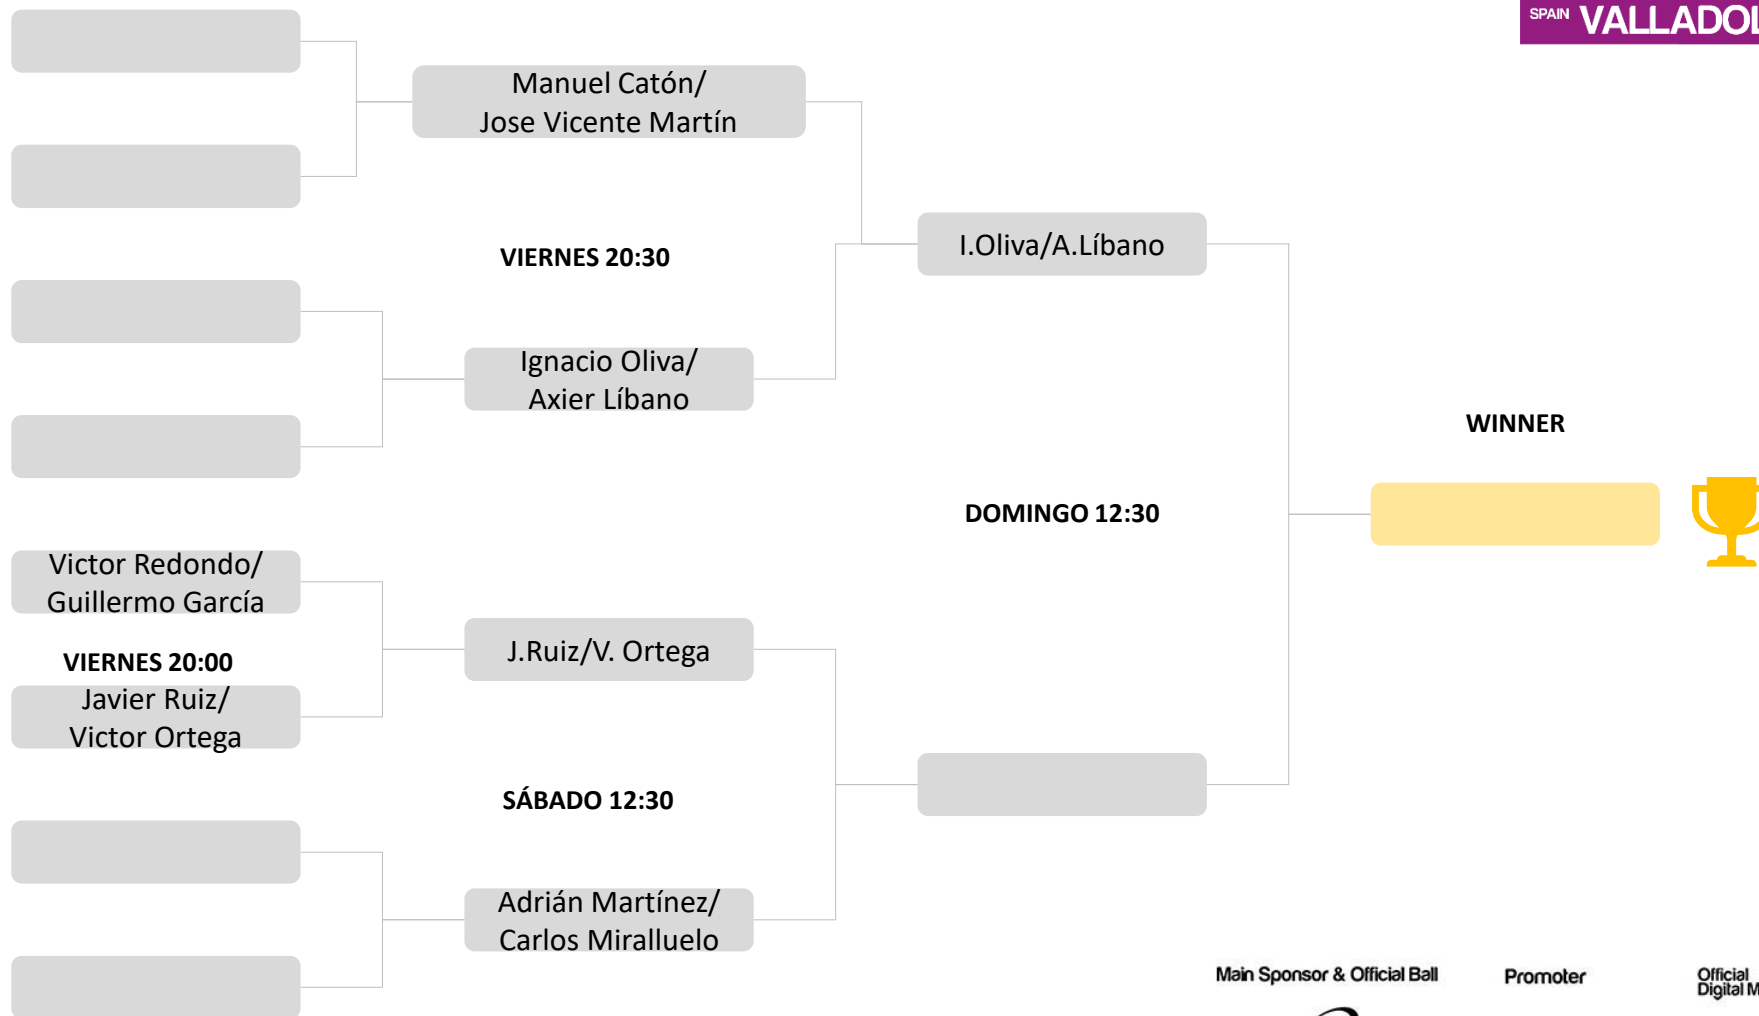 SPAIN
Manuel Catón/
Jose Vicente Martín
VIERNES 20:30
I.Oliva/A.Líbano
Ignacio Oliva/
Axier Líbano
WINNER
DOMINGO 12:30
Victor Redondo/
Guillermo García
VIERNES 20:00
J.Ruiz/V. Ortega
Javier Ruiz/
Victor Ortega
SÁBADO 12:30
Adrián Martínez/
Carlos Miralluelo
Main Sponsor & Official Ball
Promoter
Official
Digital